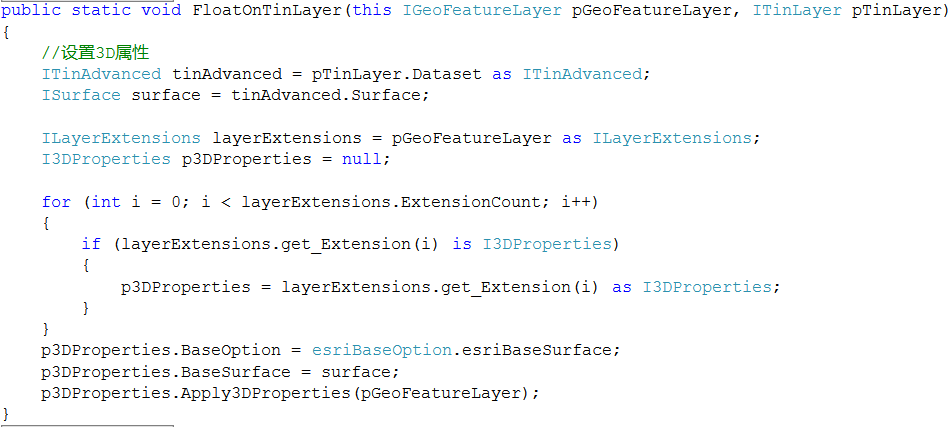 public static void FloatOnTinLayer(this IGeoFeatureLayer pGeoFeatureLayer, ITinLayer pTinLayer)
{
    //设置3D属性
    ITinAdvanced tinAdvanced = pTinLayer.Dataset as ITinAdvanced;
    ISurface surface = tinAdvanced.Surface;

    ILayerExtensions layerExtensions = pGeoFeatureLayer as ILayerExtensions;
    I3DProperties p3DProperties = null;

    for (int i = 0; i < layerExtensions.ExtensionCount; i++)
    {
        if (layerExtensions.get_Extension(i) is I3DProperties)
        {
            p3DProperties = layerExtensions.get_Extension(i) as I3DProperties;
        }
    }
    p3DProperties.BaseOption = esriBaseOption.esriBaseSurface;
    p3DProperties.BaseSurface = surface;
    p3DProperties.Apply3DProperties(pGeoFeatureLayer);
}